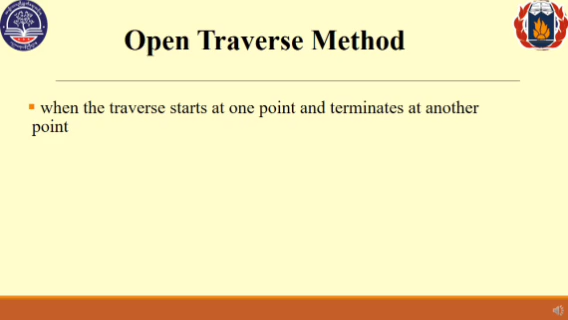 Open Traverse Method
▪ when the traverse starts at one point and terminates at another
point